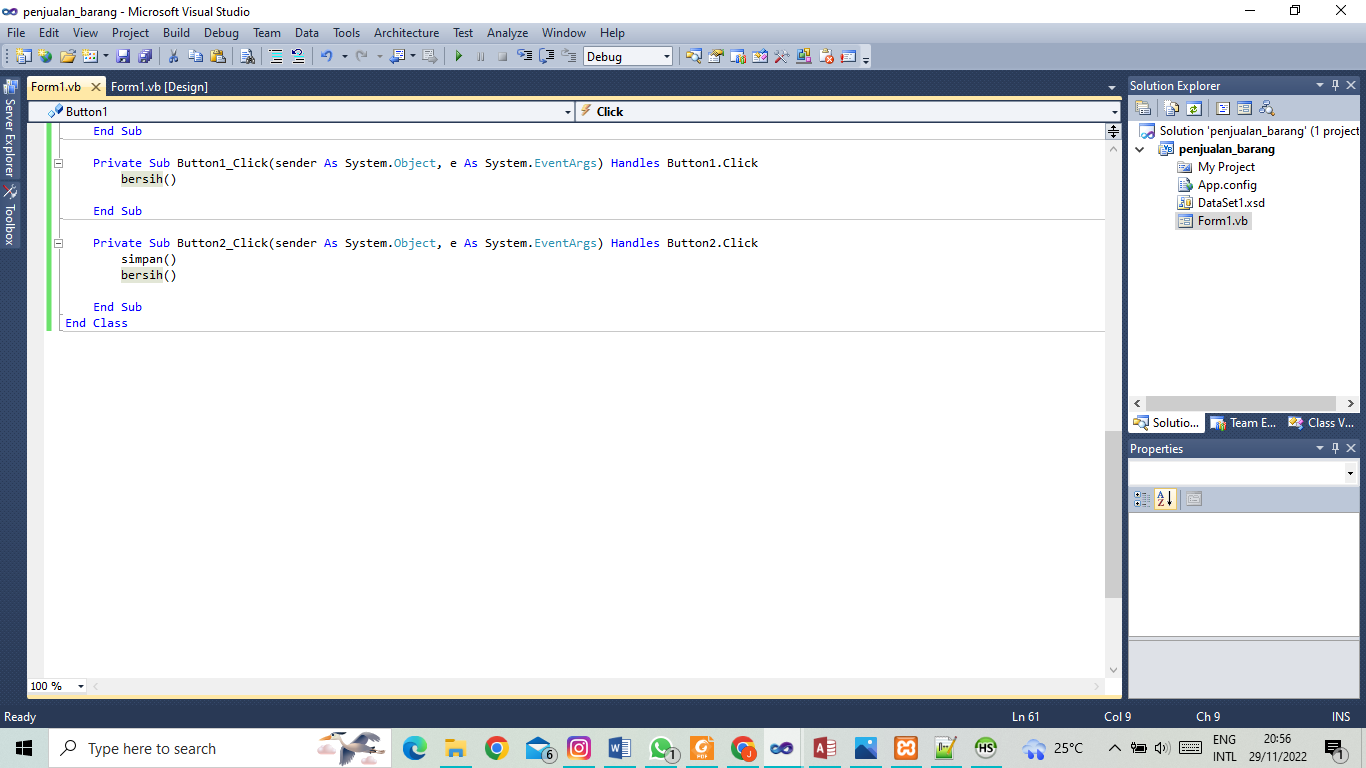 penjualan_barang - Microsoft Visual Studio
File Edit View Project Build Debug Team Data Tools Architecture Test Analyze Window Help
Debug
Server Explorer
Toolbox
Form1.vb Form1.vb [Design]
Button1 Click
End Sub
Private Sub Button1_Click(sender As System.Object, e As System.EventArgs) Handles Button1.Click
bersih()
End Sub
Private Sub Button2_Click(sender As System.Object, e As System.EventArgs) Handles Button2.Click
simpan()
bersih()
End Sub
End Class
100 %
Solution Explorer
Solution 'penjualan_barang' (1 project
penjualan_barang
My Project
App.config
DataSet1.xsd
Form1.vb
Solutio... Team E... Class V...
Properties
Ready Ln 61 Col 9 Ch 9 INS
Type here to search
6
1
25°C
ENG
INTL
20:56
29/11/2022
1